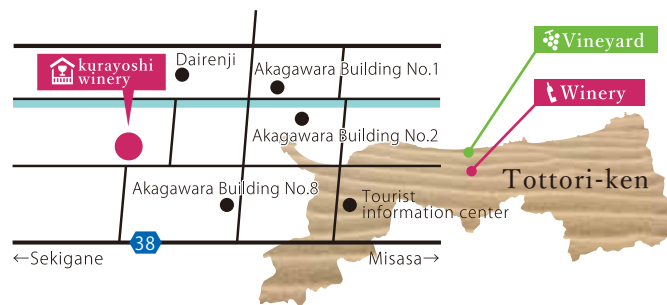 Vineyard
kurayoshi
winery
Dairenji
Akagawara Building No.1
Winery
Akagawara Building No.2
Tottori-ken
Akagawara Building No.8
Tourist
information center
38
←Sekigane
Misasa→